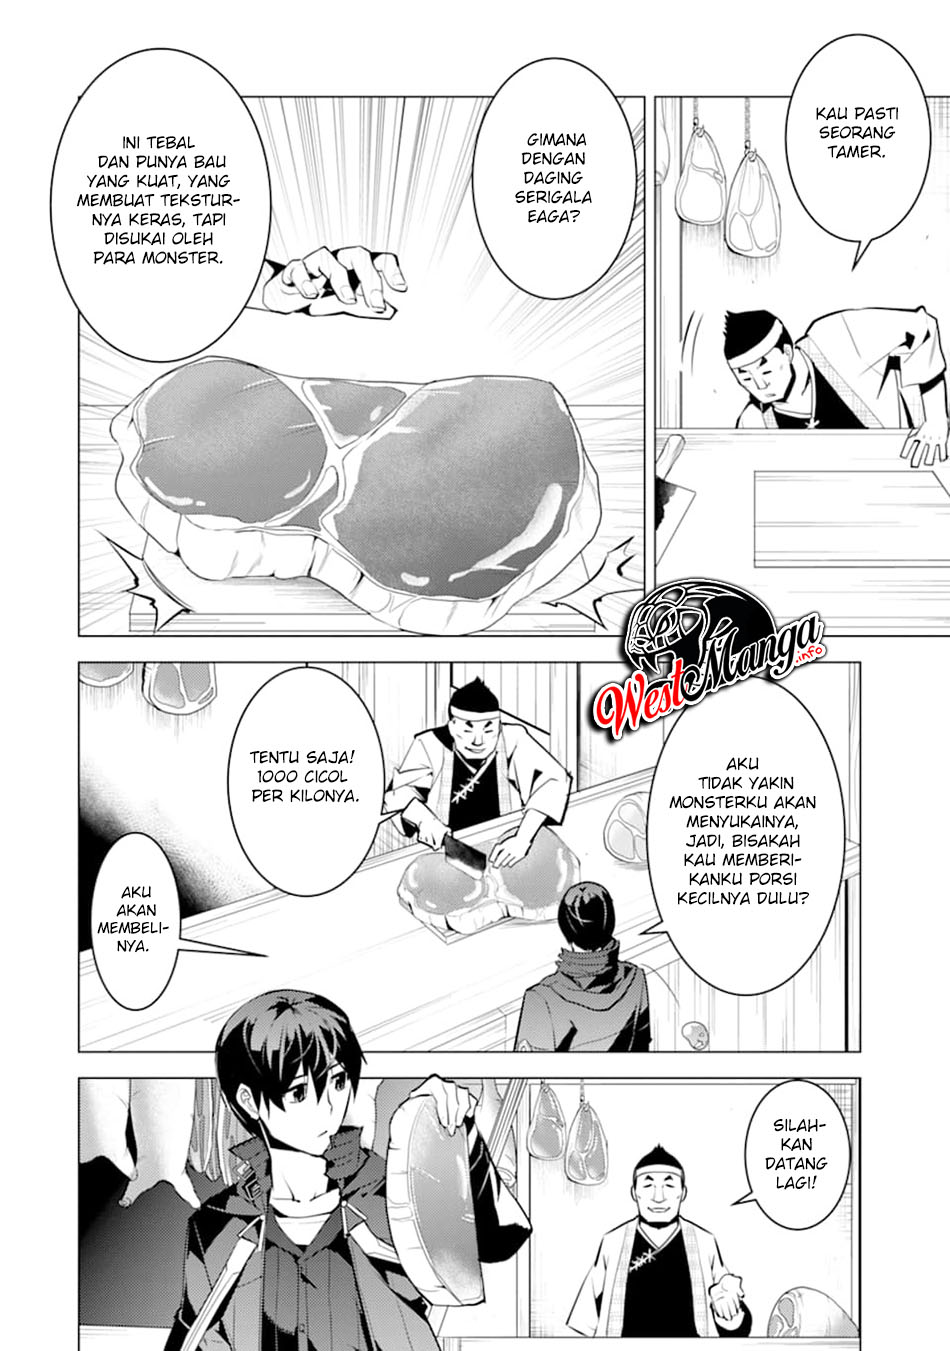 KAU PASTI
SEORANG
TAMER.
GIMANA
DENGAN
DAGING
SERIGALA
EAGA?
INI TEBAL
DAN PUNYA BAU
YANG KUAT, YANG
MEMBUAT TEKSTUR-
NYA KERAS, TAPI
DISUKAI OLEH
PARA MONSTER.
WESTMANGA
.info
AKU
TIDAK YAKIN
MONSTERKU AKAN
MENYUKAINYA,
JADI, BISAKAH
KAU MEMBERI-
KANKU PORSI
KECILNYA DULU?
TENTU SAJA!
1000 CICOL
PER KILONYA.
AKU
AKAN
MEMBELI-
NYA.
SILAH-
KAN
DATANG
LAGI!